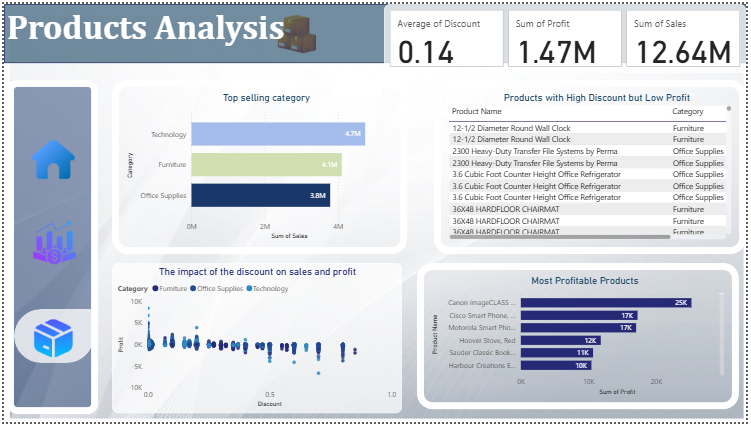 Products Analysis
Average of Discount
0.14
Sum of Profit
1.47M
Sum of Sales
12.64M
Top selling category
Category
Technology
4.7M
Furniture
4.1M
Office Supplies
3.8M
0M 2M 4M
Sum of Sales
Products with High Discount but Low Profit
Product Name Category
12-1/2 Diameter Round Wall Clock Furniture
12-1/2 Diameter Round Wall Clock Furniture
2300 Heavy-Duty Transfer File Systems by Perma Office Supplies
2300 Heavy-Duty Transfer File Systems by Perma Office Supplies
3.6 Cubic Foot Counter Height Office Refrigerator Office Supplies
3.6 Cubic Foot Counter Height Office Refrigerator Office Supplies
3.6 Cubic Foot Counter Height Office Refrigerator Office Supplies
36X48 HARDFLOOR CHAIRMAT Furniture
36X48 HARDFLOOR CHAIRMAT Furniture
36X48 HARDFLOOR CHAIRMAT Furniture
The impact of the discount on sales and profit
Category Furniture Office Supplies Technology
Profit
10K
5K
0K
-5K
-10K
0.0 0.5 1.0
Discount
Most Profitable Products
Product Name
Canon imageCLASS ... 25K
Cisco Smart Phone, ... 17K
Motorola Smart Pho... 17K
Hoover Stove, Red 12K
Sauder Classic Book... 11K
Harbour Creations E... 10K
0K 10K 20K
Sum of Profit